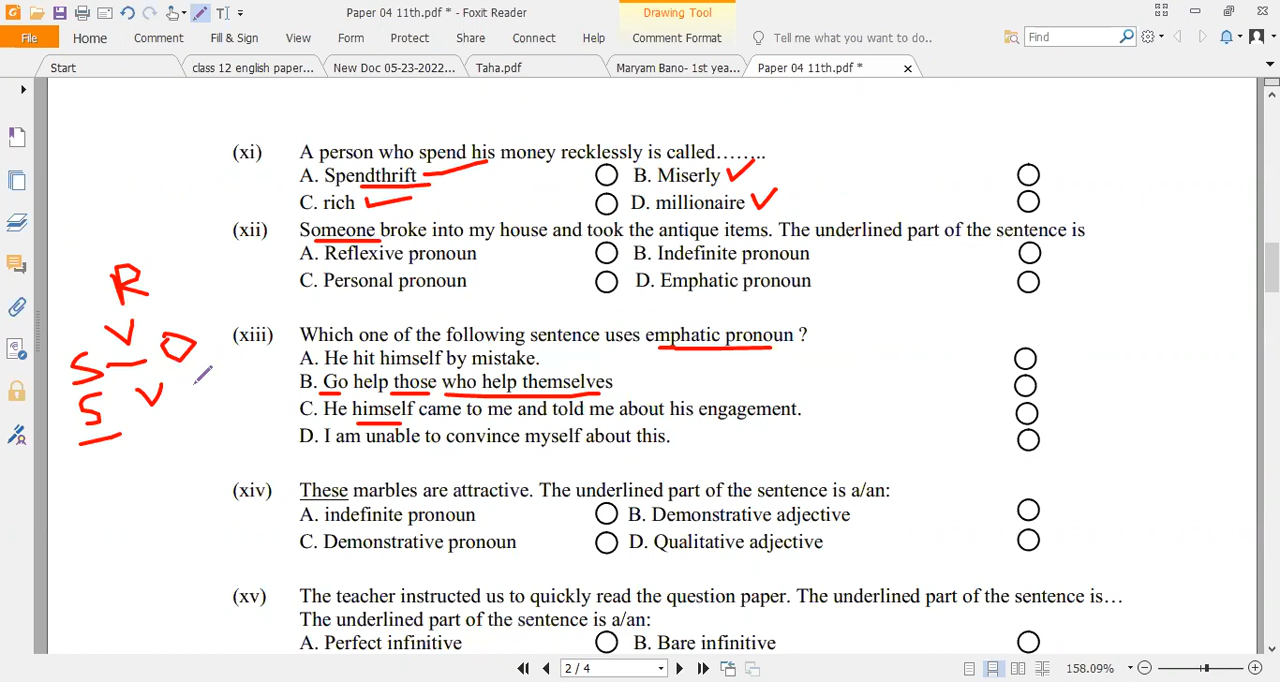 Paper 04 11th.pdf * - Foxit Reader
Drawing Tool
File Home Comment Fill & Sign View Form Protect Share Connect Help Comment Format Tell me what you want to do.. Find
Start class 12 english paper... New Doc 05-23-2022... Taha.pdf Maryam Bano- 1st yea... Paper 04 11th.pdf *
(xi) A person who spend his money recklessly is called……..
A. Spendthrift B. Miserly
C. rich D. millionaire
(xii) Someone broke into my house and took the antique items. The underlined part of the sentence is
A. Reflexive pronoun B. Indefinite pronoun
C. Personal pronoun D. Emphatic pronoun
R
(xiii) Which one of the following sentence uses emphatic pronoun ?
V
S O
A. He hit himself by mistake.
B. Go help those who help themselves
S V
C. He himself came to me and told me about his engagement.
D. I am unable to convince myself about this.
(xiv) These marbles are attractive. The underlined part of the sentence is a/an:
A. indefinite pronoun B. Demonstrative adjective
C. Demonstrative pronoun D. Qualitative adjective
(xv) The teacher instructed us to quickly read the question paper. The underlined part of the sentence is…
The underlined part of the sentence is a/an:
A. Perfect infinitive B. Bare infinitive
2 / 4 158.09%